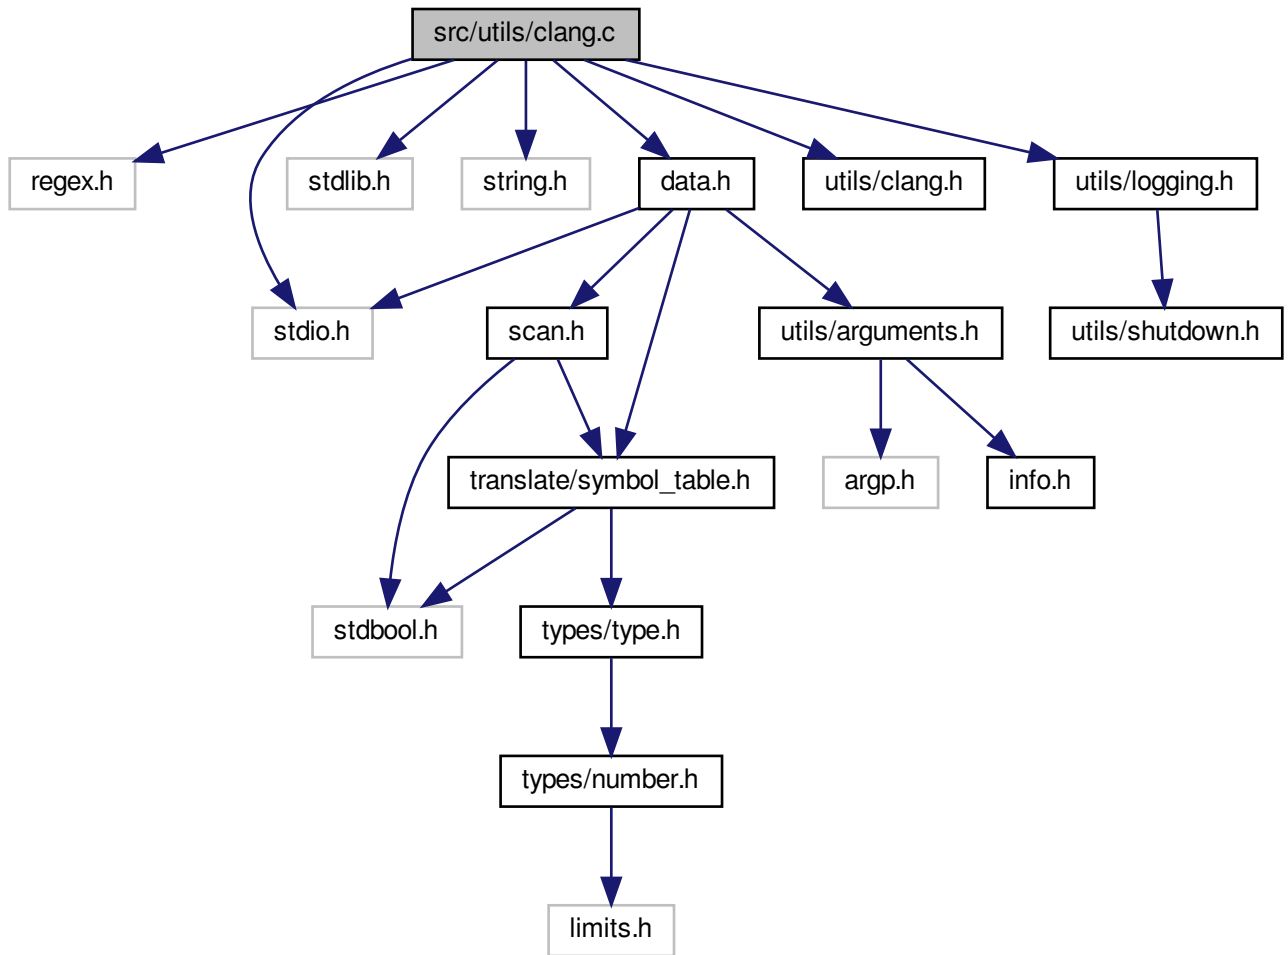 src/utils/clang.c
regex.h
stdlib.h
string.h
data.h
utils/clang.h
utils/logging.h
stdio.h
scan.h
utils/arguments.h
utils/shutdown.h
translate/symbol_table.h
argp.h
info.h
stdbool.h
types/type.h
types/number.h
limits.h